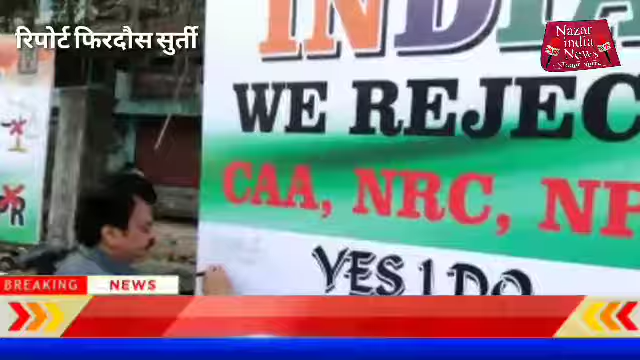 रिपोर्ट फिरदौस सुर्ती
Nazar
india
News
INDIA
WE REJEC
CAA, NRC, NP
YES I DO
BREAKING NEWS